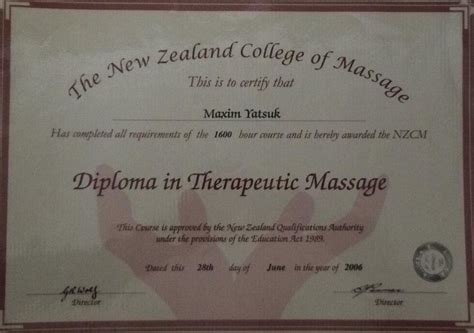 The New Zealand College of Massage
This is to certify that
Maxim Yatsuk
Has completed all requirements of the 1600 hour course and is hereby awarded the NZCM
Diploma in Therapeutic Massage
This Course is approved by the New Zealand Qualifications Authority
under the provisions of the Education Act 1989.
Dated this 28th day of June in the year of 2006
Director Director